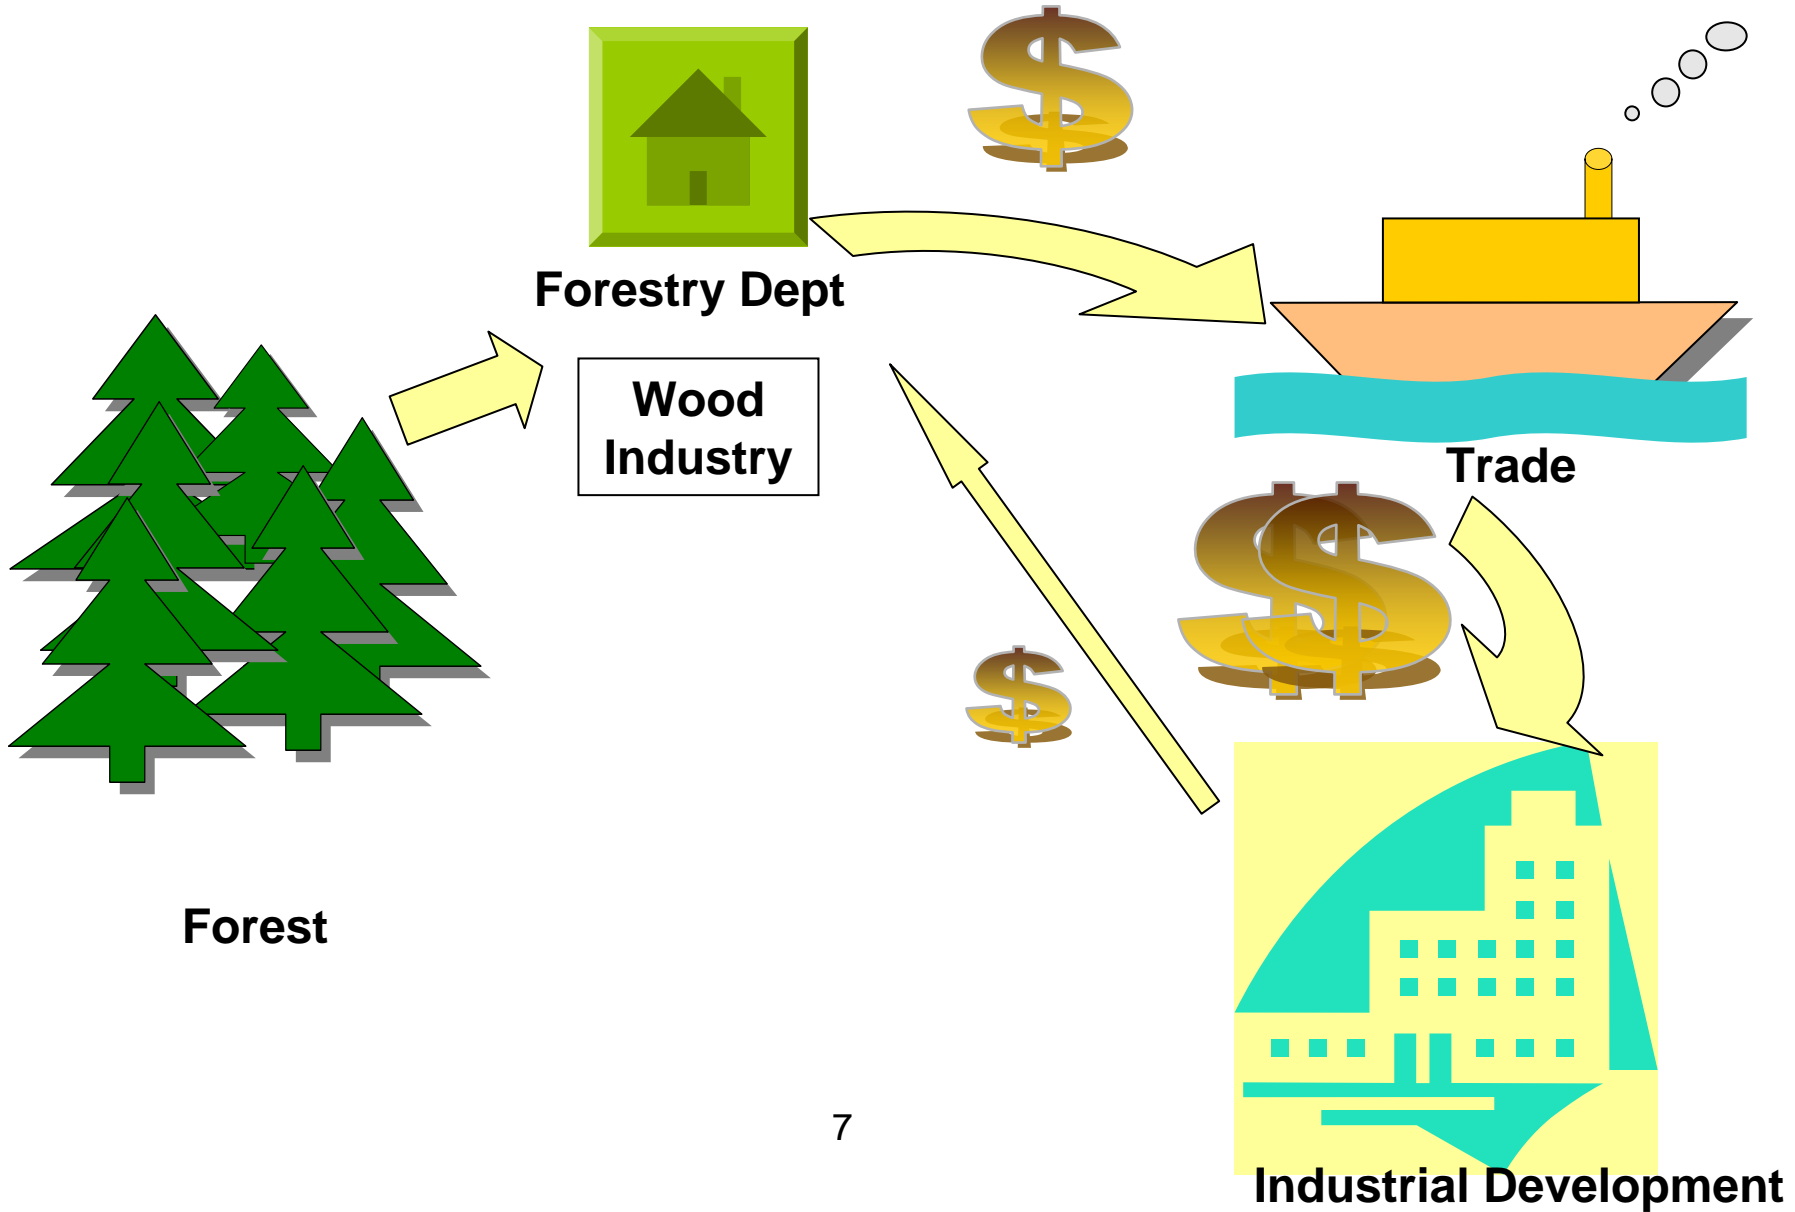 Forestry Dept
Wood
Industry
Trade
Forest
7
Industrial Development